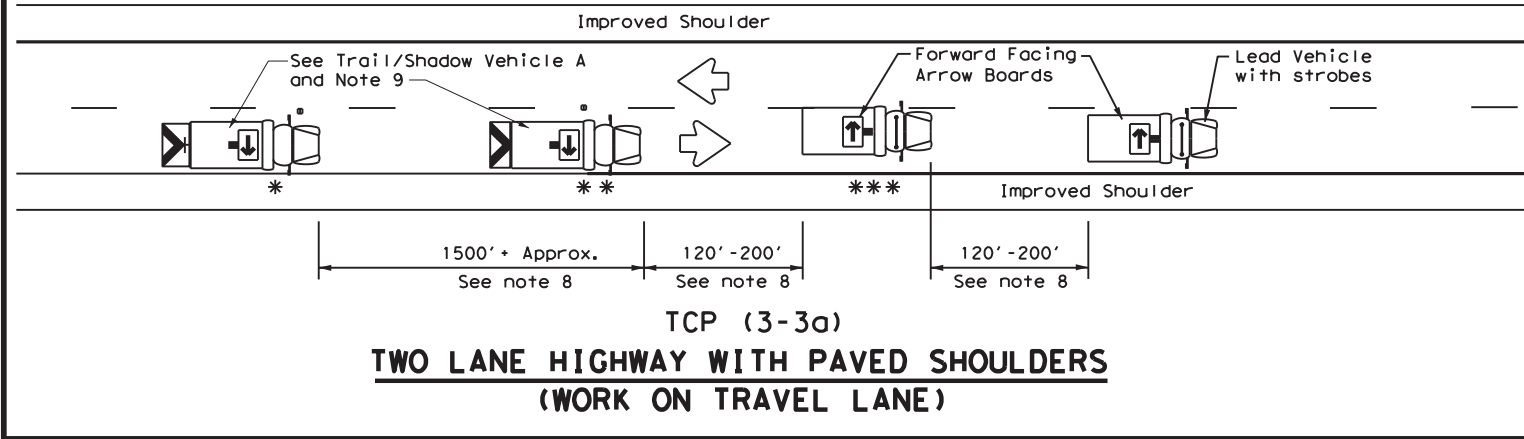 Improved Shoulder
See Trail/Shadow Vehicle A
and Note 9
Forward Facing
Arrow Boards
Lead Vehicle
with strobes
*
* *
***
Improved Shoulder
1500'+ Approx.
See note 8
120'-200'
See note 8
120'-200'
See note 8
TCP (3-3a)
TWO LANE HIGHWAY WITH PAVED SHOULDERS
(WORK ON TRAVEL LANE)